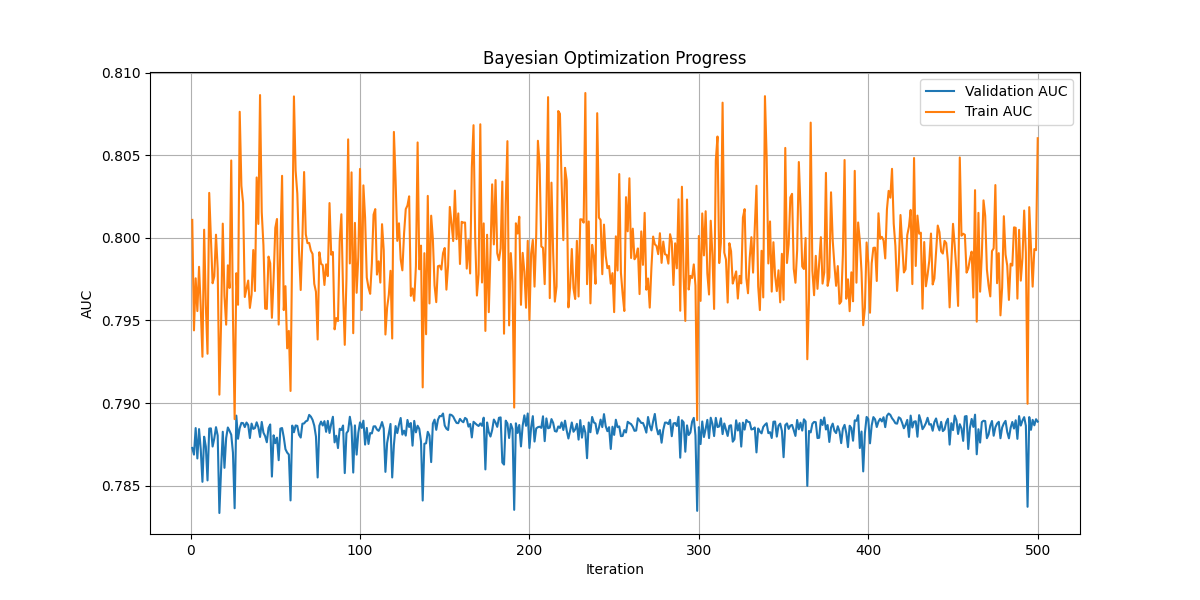 Bayesian Optimization Progress
0.810
0.805
0.800
0.795
0.790
0.785
AUC
Validation AUC
Train AUC
0
100
200
300
400
500
Iteration